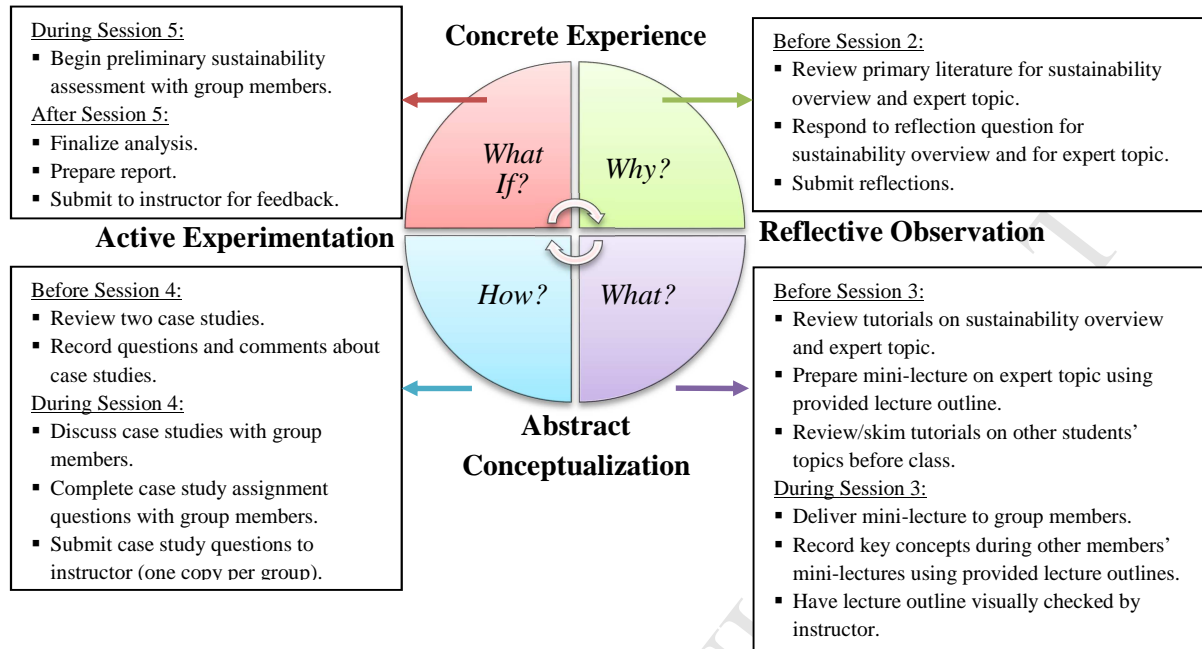 During Session 5:
▪ Begin preliminary sustainability
assessment with group members.
After Session 5:
▪ Finalize analysis.
▪ Prepare report.
▪ Submit to instructor for feedback.
Concrete Experience
Before Session 2:
▪ Review primary literature for sustainability
overview and expert topic.
▪ Respond to reflection question for
sustainability overview and for expert topic.
▪ Submit reflections.
What
If?
Why?
Active Experimentation
Reflective Observation
How?
What?
Before Session 4:
▪ Review two case studies.
▪ Record questions and comments about
case studies.
During Session 4:
▪ Discuss case studies with group
members.
▪ Complete case study assignment
questions with group members.
▪ Submit case study questions to
instructor (one copy per group).
Abstract
Conceptualization
Before Session 3:
▪ Review tutorials on sustainability overview
and expert topic.
▪ Prepare mini-lecture on expert topic using
provided lecture outline.
▪ Review/skim tutorials on other students’
topics before class.
During Session 3:
▪ Deliver mini-lecture to group members.
▪ Record key concepts during other members’
mini-lectures using provided lecture outlines.
▪ Have lecture outline visually checked by
instructor.
T